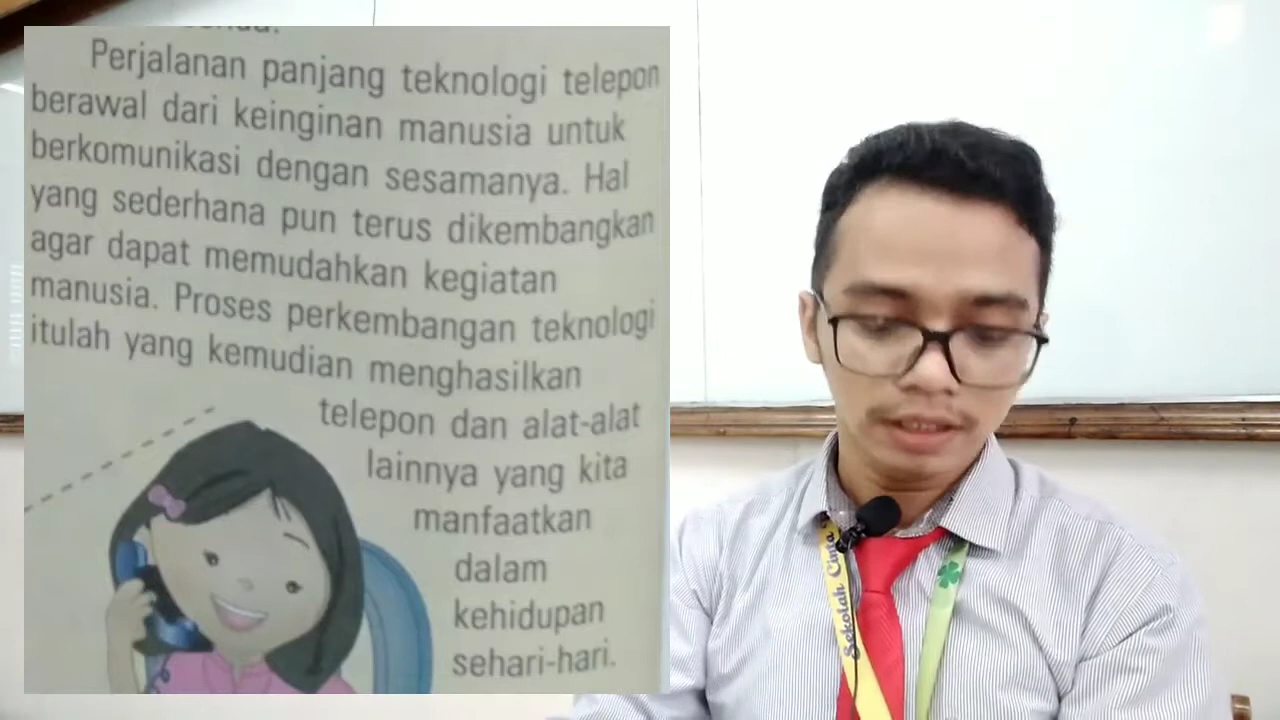 Perjalanan panjang teknologi telepon
berawal dari keinginan manusia untuk
berkomunikasi dengan sesamanya. Hal
yang sederhana pun terus dikembangkan
agar dapat memudahkan kegiatan
manusia. Proses perkembangan teknologi
itulah yang kemudian menghasilkan
telepon dan alat-alat
lainnya yang kita
manfaatkan
dalam
kehidupan
sehari-hari.
Sekolah Cinta